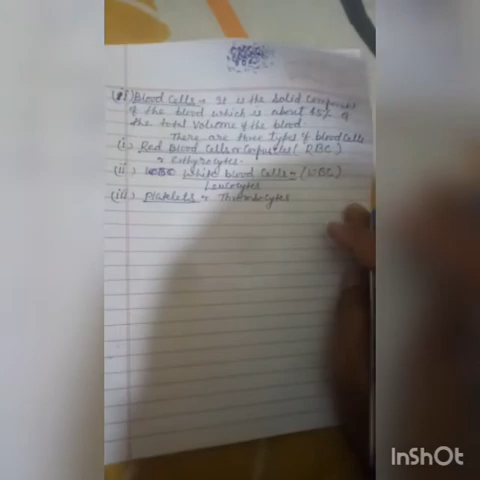 (ii) Blood Cells → It is the solid component
of the blood which is about 45% of
the total volume of the blood.
There are three types of blood cells
(i) Red Blood Cells or Corpuscles (RBC)
→ Erithyrocytes.
(ii) White blood Cells → (WBC)
Leucocytes
(iii) Platelets → Thrombocytes
InShOt